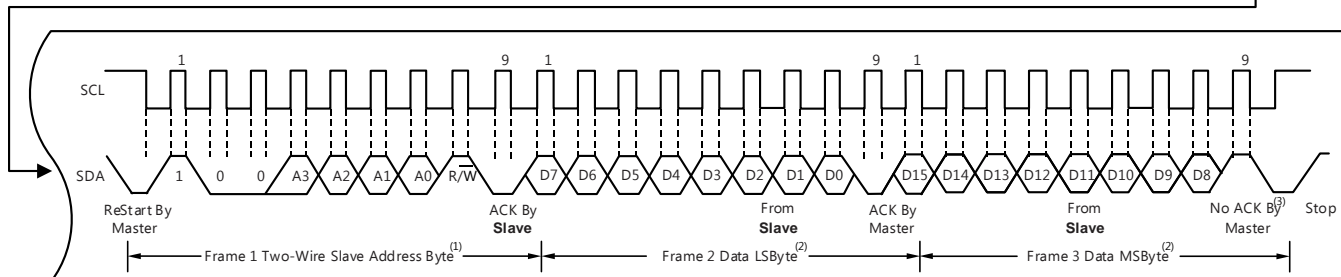 1 9 1 9 1 9
SCL
SDA 1 0 0 A3 A2 A1 A0 R/W D7 D6 D5 D4 D3 D2 D1 D0 D15 D14 D13 D12 D11 D10 D9 D8
ReStart By Master
ACK By Slave
From Slave
ACK By Master
From Slave
No ACK By(3) Master
Stop
Frame 1 Two-Wire Slave Address Byte(1)
Frame 2 Data LSByte(2)
Frame 3 Data MSByte(2)